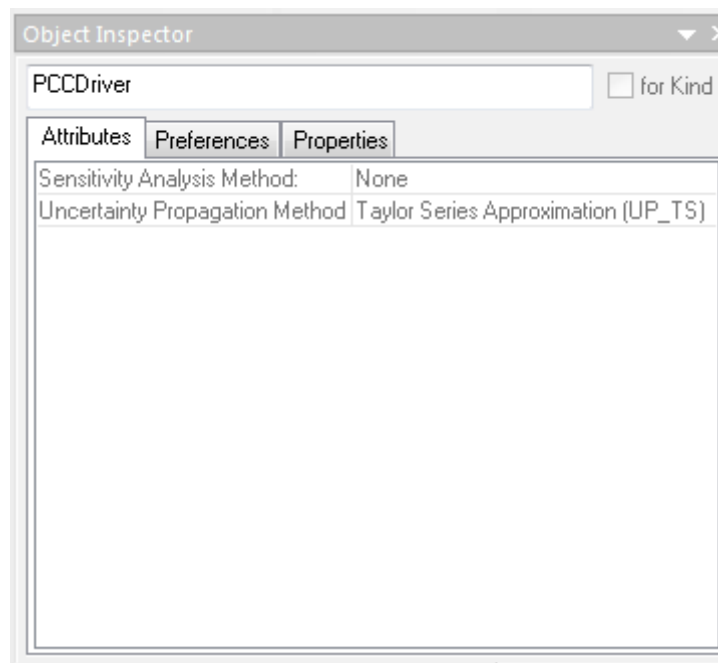 Object Inspector
PCCDriver
for Kind
Attributes Preferences Properties
Sensitivity Analysis Method: None
Uncertainty Propagation Method Taylor Series Approximation (UP_TS)